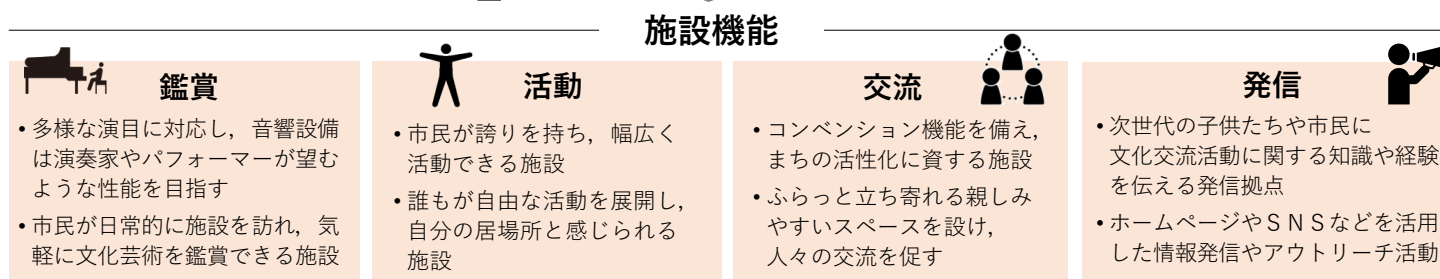 施設機能
鑑賞
• 多様な演目に対応し，音響設備
は演奏家やパフォーマーが望む
ような性能を目指す
• 市民が日常的に施設を訪れ，気
軽に文化芸術を鑑賞できる施設
活動
• 市民が誇りを持ち，幅広く
活動できる施設
• 誰もが自由な活動を展開し，
自分の居場所と感じられる
施設
交流
• コンベンション機能を備え，
まちの活性化に資する施設
• ふらっと立ち寄れる親しみ
やすいスペースを設け，
人々の交流を促す
発信
• 次世代の子供たちや市民に
文化交流活動に関する知識や経験
を伝える発信拠点
• ホームページやＳＮＳなどを活用
した情報発信やアウトリーチ活動